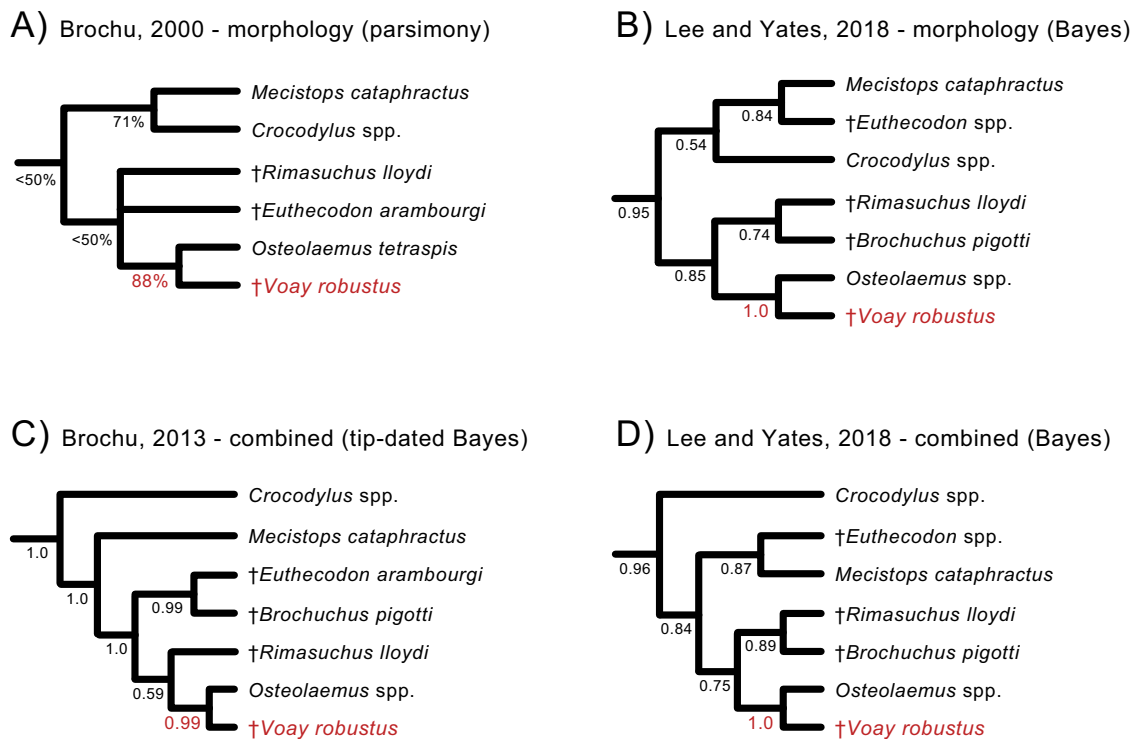 A) Brochu, 2000 - morphology (parsimony)
Mecistops cataphractus
71%
Crocodylus spp.
<50%
†Rimasuchus lloydi
†Euthecodon arambourgi
<50%
Osteolaemus tetraspis
88%
†Voay robustus
B) Lee and Yates, 2018 - morphology (Bayes)
Mecistops cataphractus
0.84
†Euthecodon spp.
0.54
Crocodylus spp.
0.95
†Rimasuchus lloydi
0.74
†Brochuchus pigotti
0.85
Osteolaemus spp.
1.0
†Voay robustus
C) Brochu, 2013 - combined (tip-dated Bayes)
Crocodylus spp.
1.0
Mecistops cataphractus
1.0
†Euthecodon arambourgi
0.99
†Brochuchus pigotti
1.0
†Rimasuchus lloydi
0.59
Osteolaemus spp.
0.99
†Voay robustus
D) Lee and Yates, 2018 - combined (Bayes)
Crocodylus spp.
0.96
†Euthecodon spp.
0.87
Mecistops cataphractus
0.84
†Rimasuchus lloydi
0.89
†Brochuchus pigotti
0.75
Osteolaemus spp.
1.0
†Voay robustus